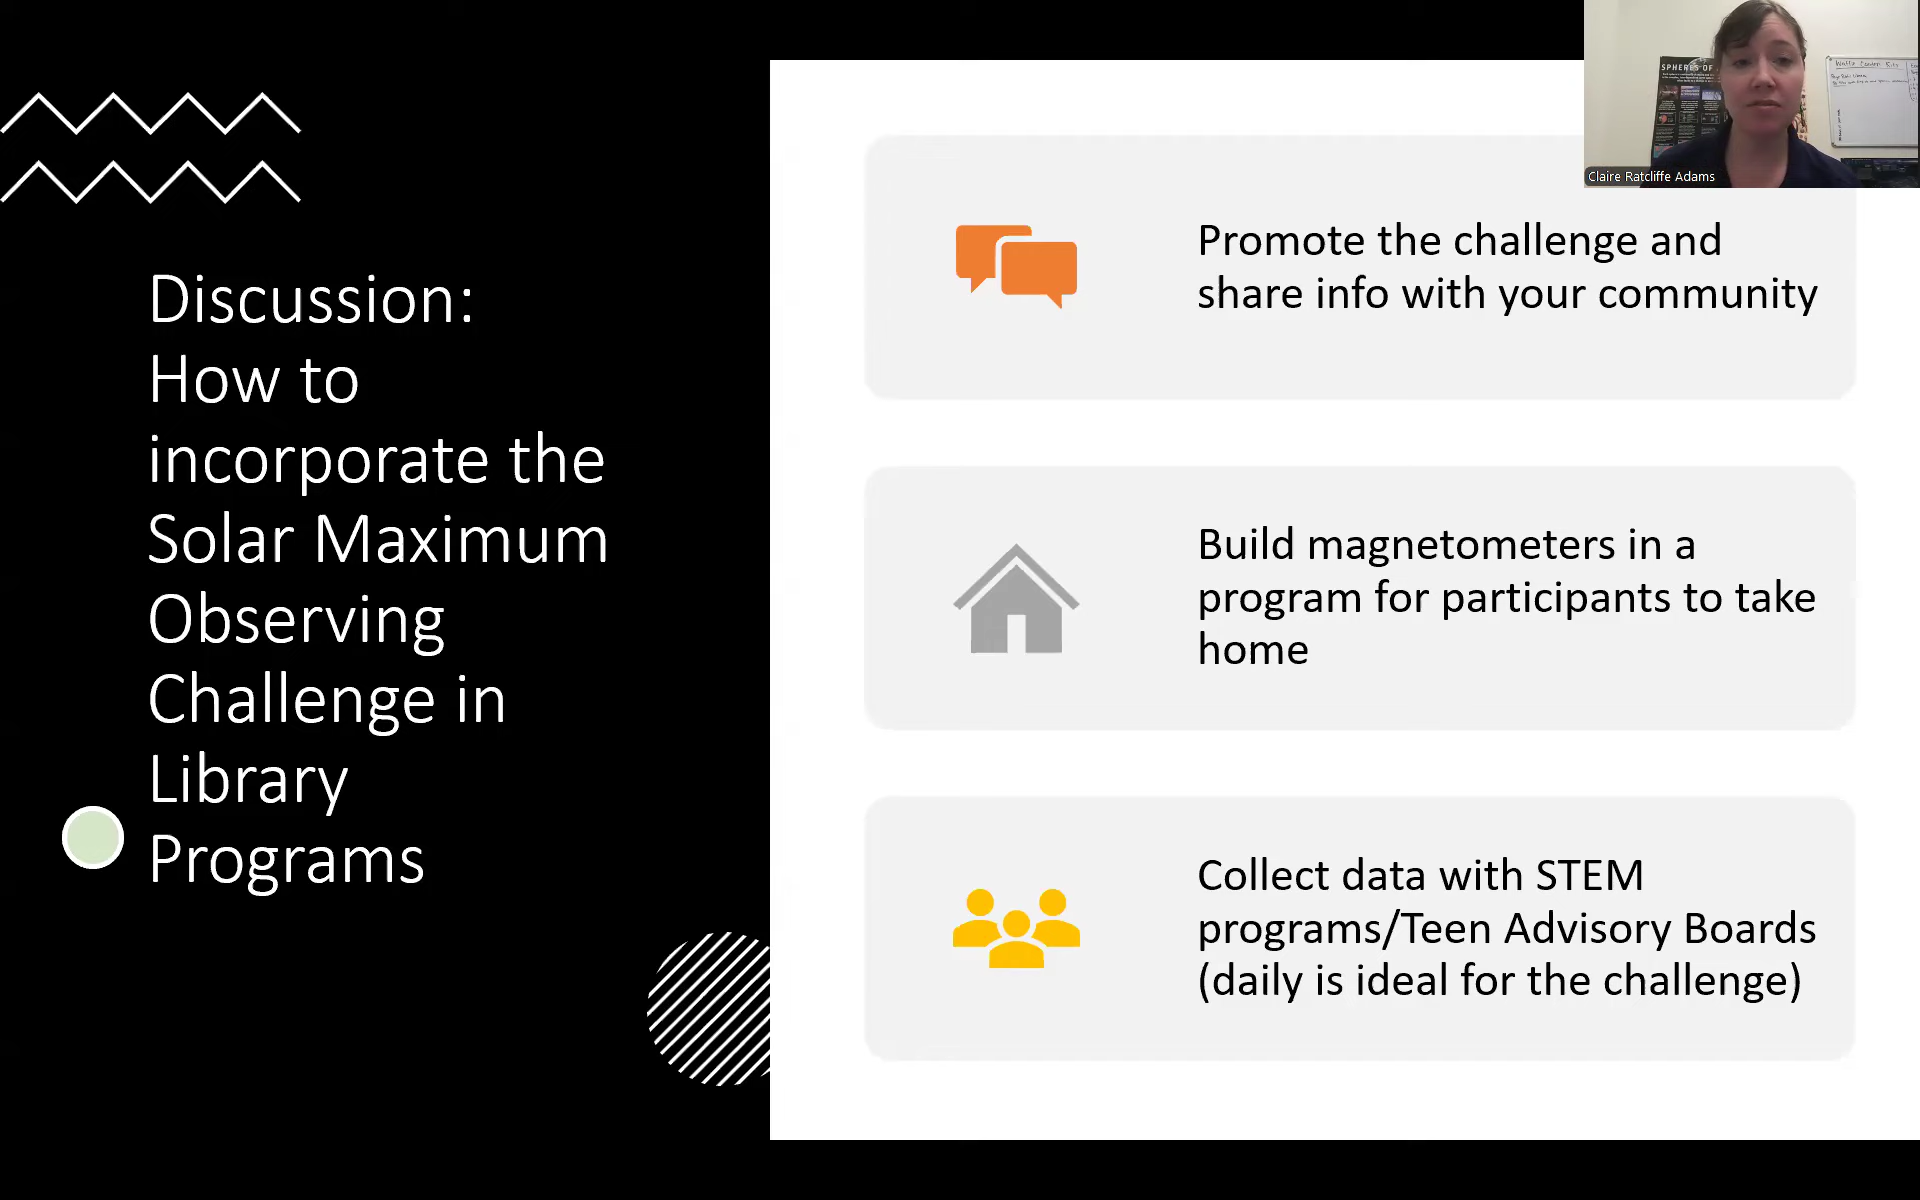 Discussion:
How to
incorporate the
Solar Maximum
Observing
Challenge in
Library
Programs
Promote the challenge and
share info with your community
Build magnetometers in a
program for participants to take
home
Collect data with STEM
programs/Teen Advisory Boards
(daily is ideal for the challenge)
SPHERES OF
Claire Ratcliffe Adams